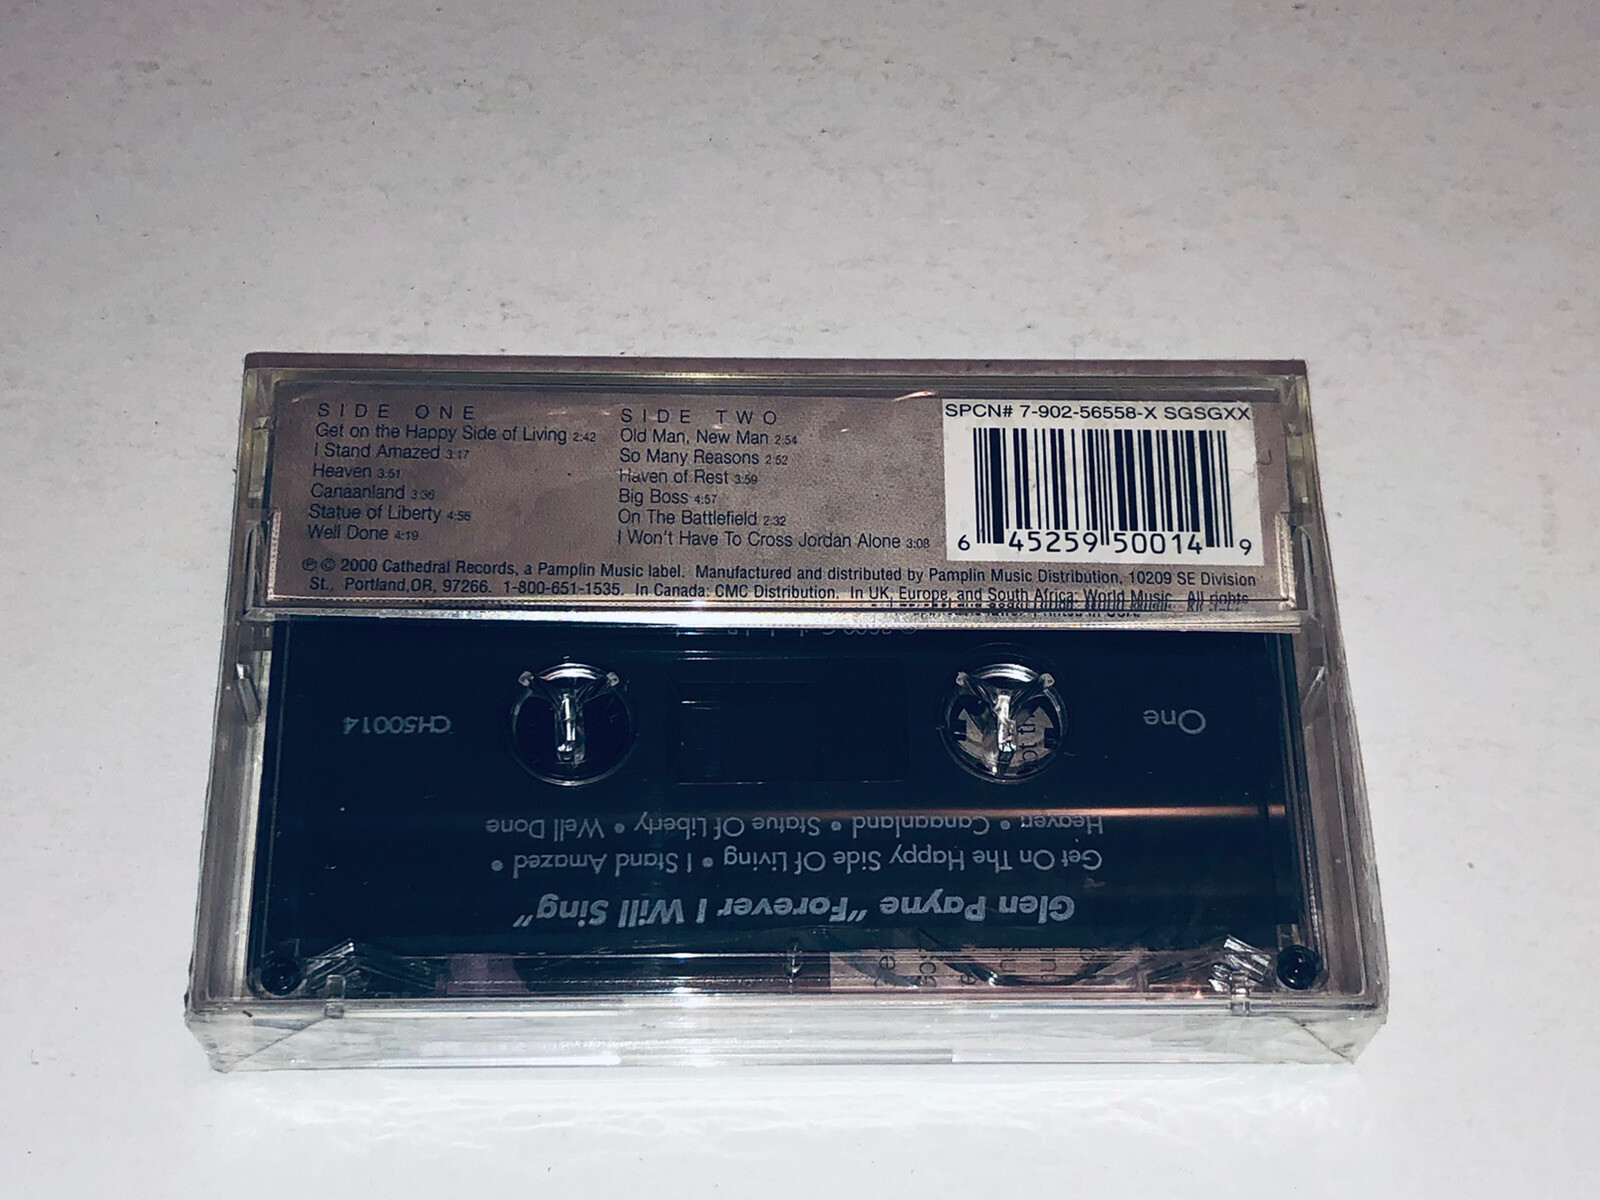 SIDE ONE
Get on the Happy Side of Living 2:42
I Stand Amazed 3:17
Heaven 3:51
Canaanland 3:36
Statue of Liberty 4:56
Well Done 4:19
SIDE TWO
Old Man, New Man 2:54
So Many Reasons 2:52
Haven of Rest 3:59
Big Boss 4:57
On The Battlefield 2:32
I Won't Have To Cross Jordan Alone 3:08
SPCN# 7-902-56558-X SGSGXX
6 45259 50014 9
℗ © 2000 Cathedral Records, a Pamplin Music label. Manufactured and distributed by Pamplin Music Distribution, 10209 SE Division
St., Portland, OR, 97266. 1-800-651-1535. In Canada: CMC Distribution. In UK, Europe, and South Africa: World Music. All rights
Glen Payne "Forever I Will Sing"
Get On The Happy Side Of Living • I Stand Amazed •
Heaven • Canaanland • Statue Of Liberty • Well Done
One
CH50014